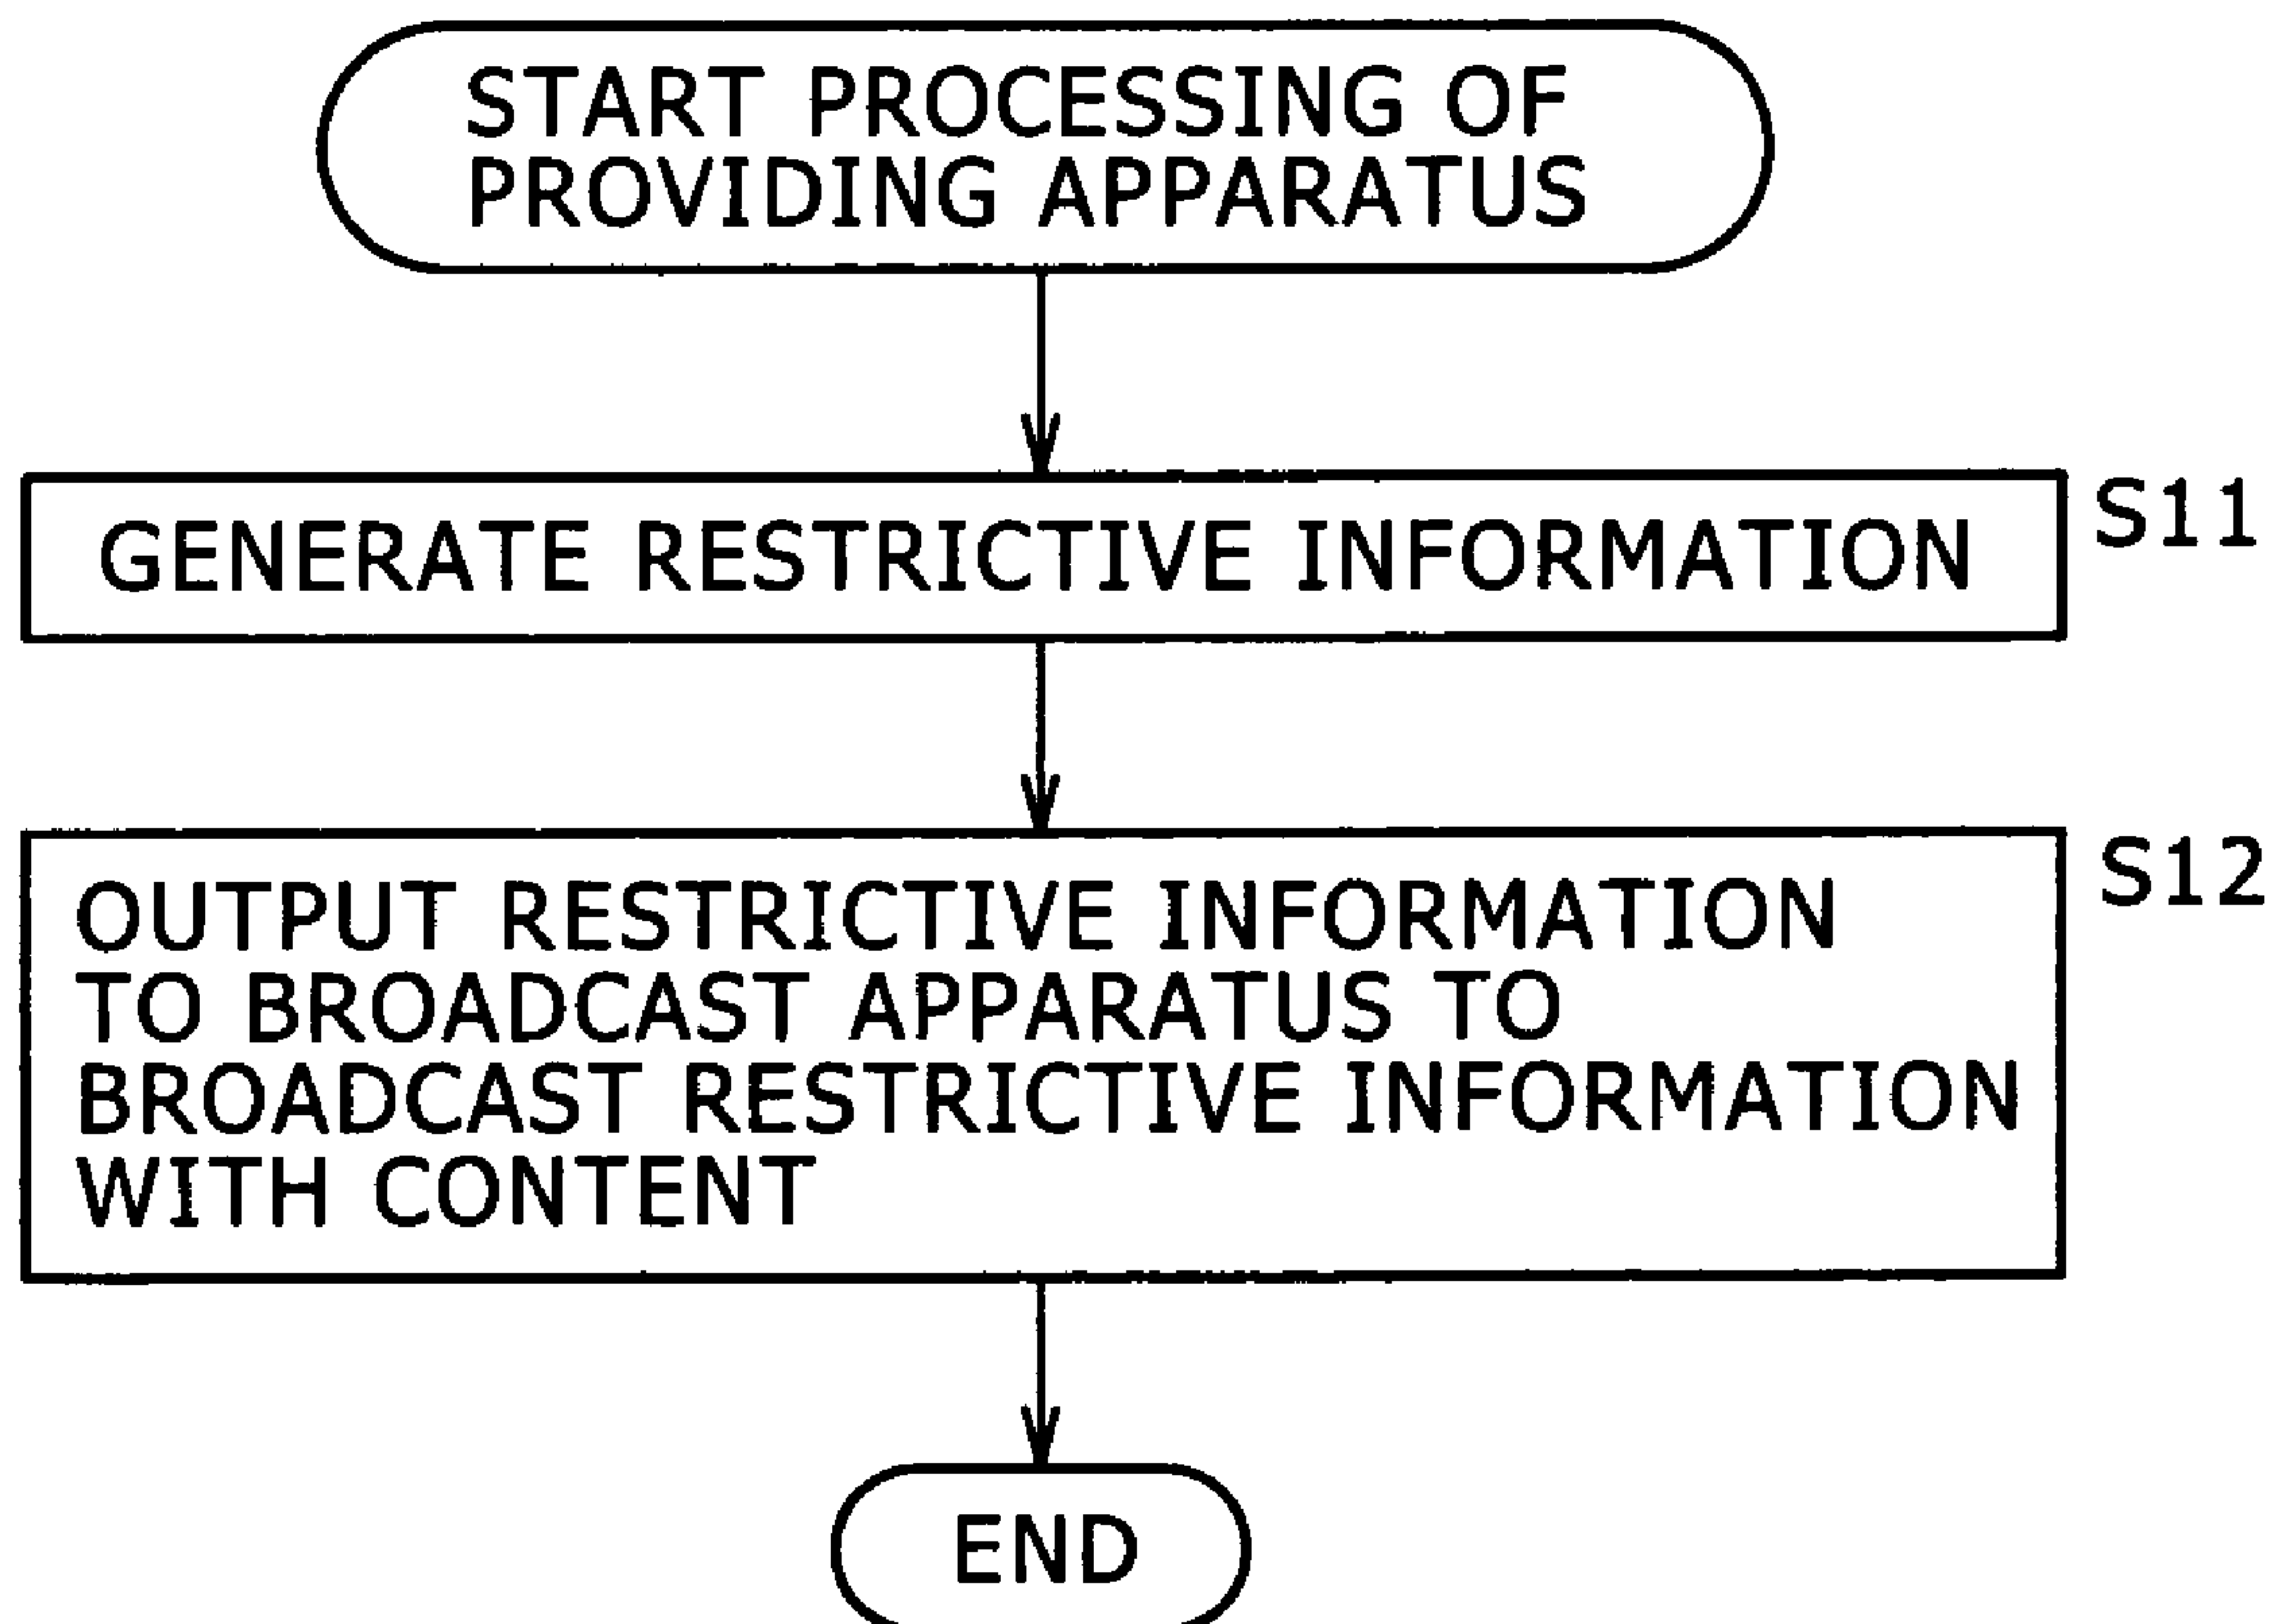 START PROCESSING OF
PROVIDING APPARATUS
GENERATE RESTRICTIVE INFORMATION
S11
OUTPUT RESTRICTIVE INFORMATION
TO BROADCAST APPARATUS TO
BROADCAST RESTRICTIVE INFORMATION
WITH CONTENT
S12
END